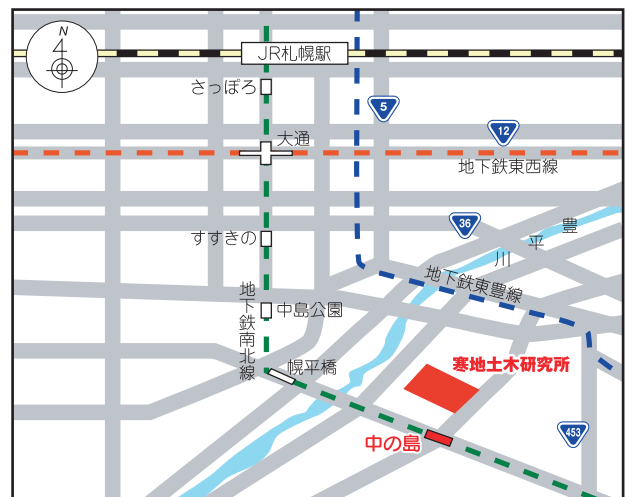 N
JR札幌駅
さっぽろ
5
12
大通
地下鉄東西線
すすきの
36
豊平川
地下鉄東豊線
地下鉄南北線
中島公園
幌平橋
寒地土木研究所
中の島
453